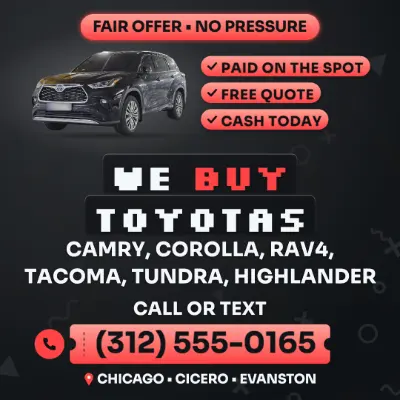 FAIR OFFER • NO PRESSURE
PAID ON THE SPOT
FREE QUOTE
CASH TODAY
WE BUY
TOYOTAS
CAMRY, COROLLA, RAV4,
TACOMA, TUNDRA, HIGHLANDER
CALL OR TEXT
(312) 555-0165
CHICAGO • CICERO • EVANSTON